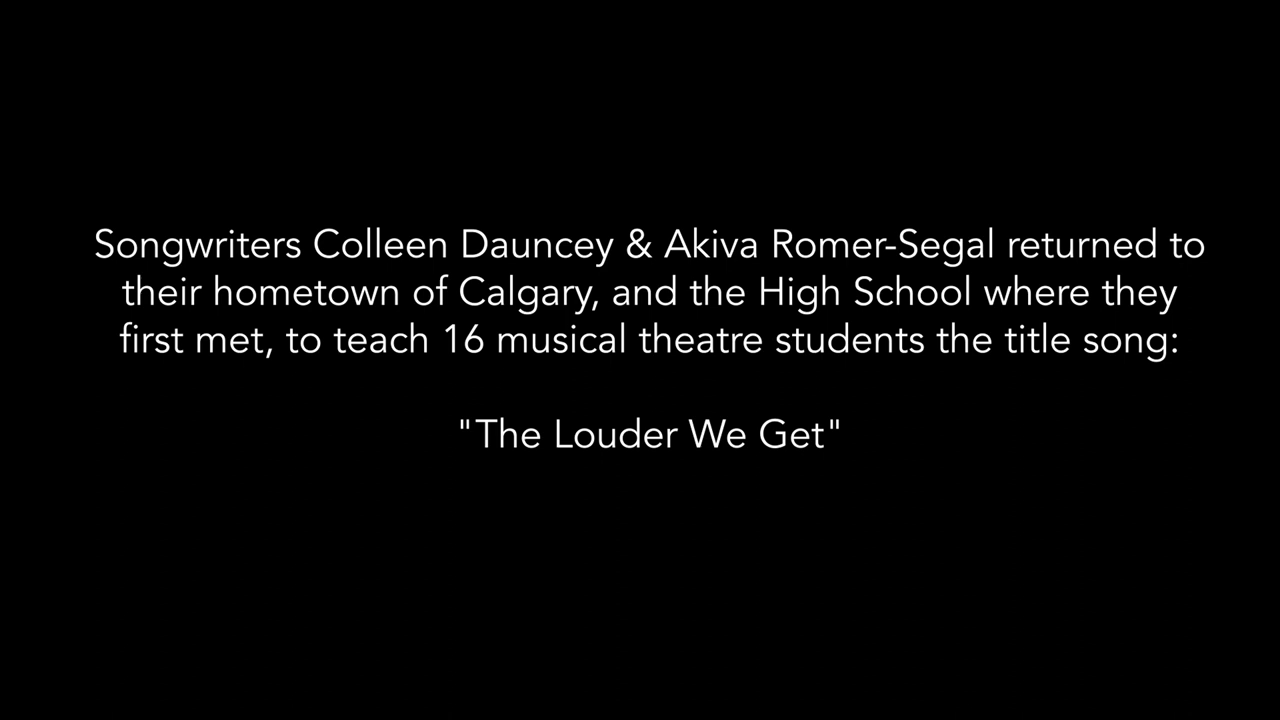 Songwriters Colleen Dauncey & Akiva Romer-Segal returned to
their hometown of Calgary, and the High School where they
first met, to teach 16 musical theatre students the title song:
"The Louder We Get"